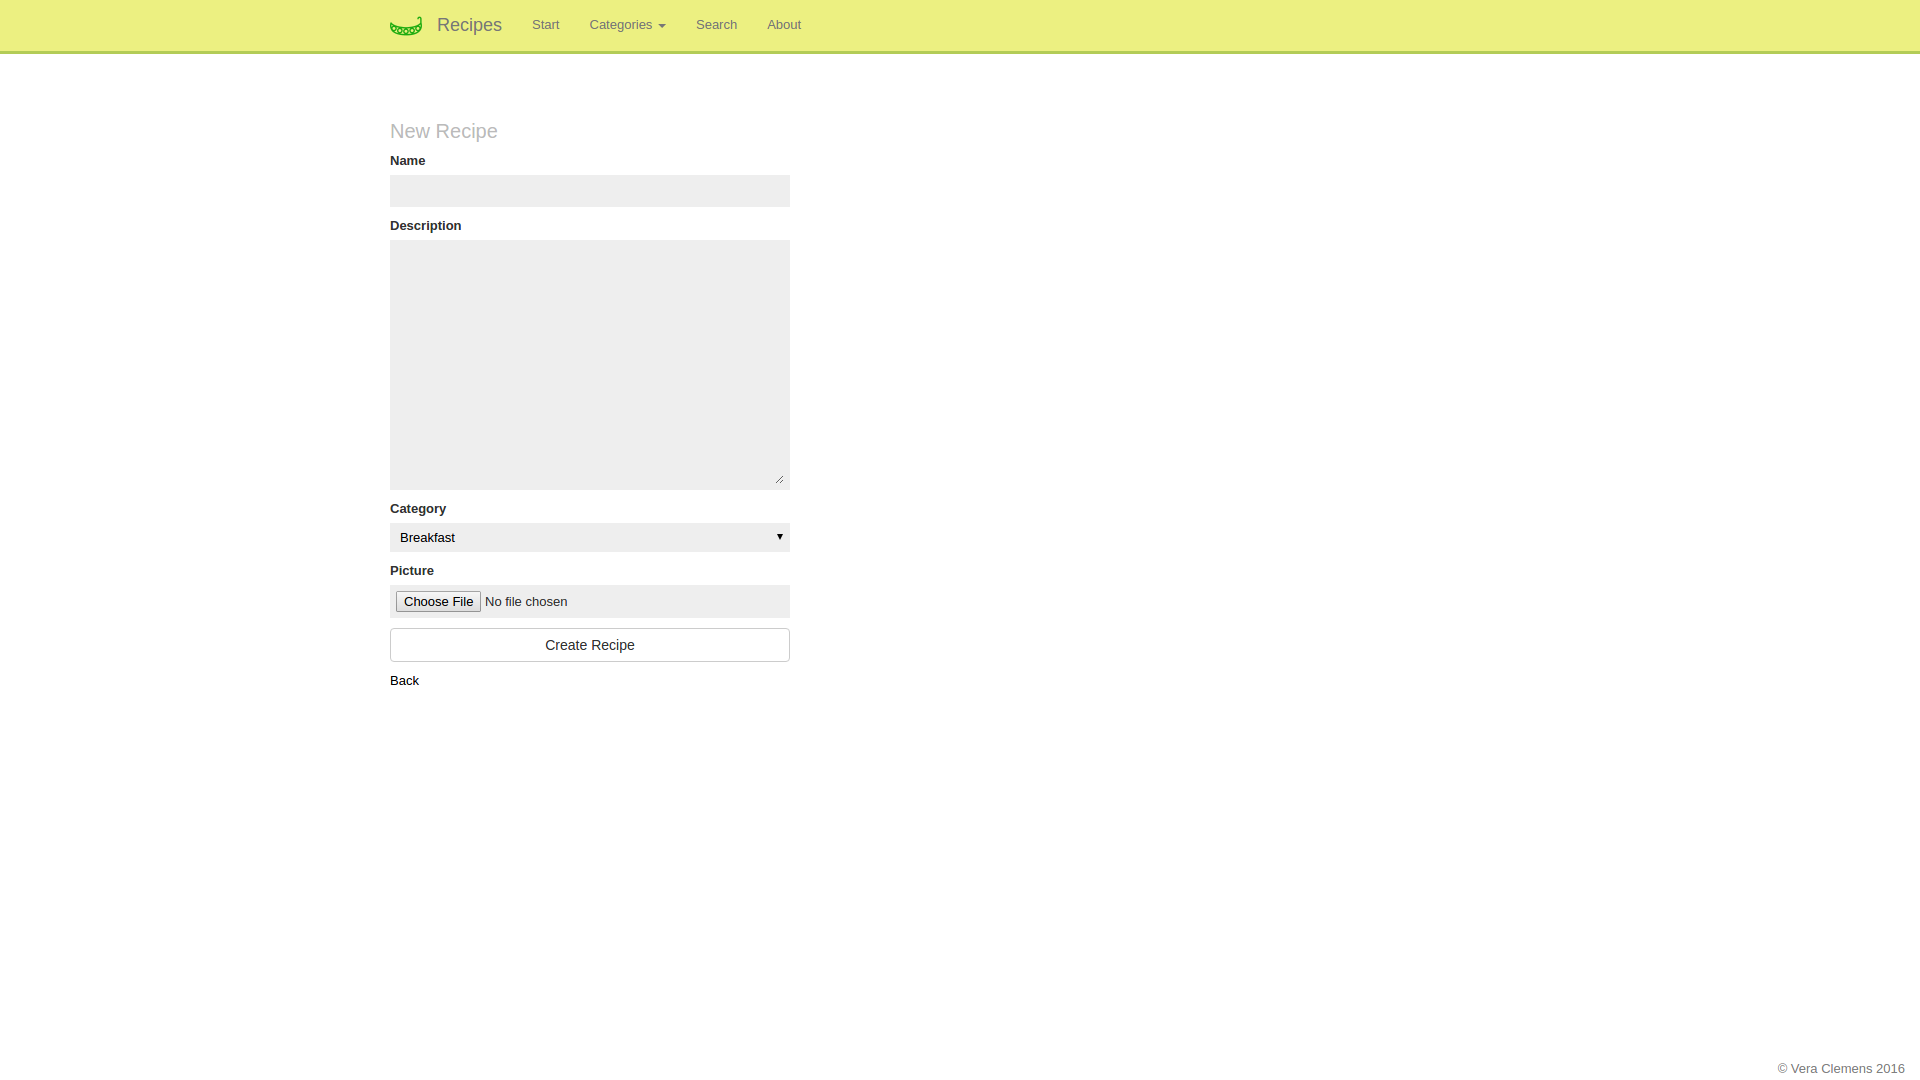 Recipes Start Categories Search About
New Recipe
Name
Description
Category
Breakfast
Picture
Choose File No file chosen
Create Recipe
Back
© Vera Clemens 2016